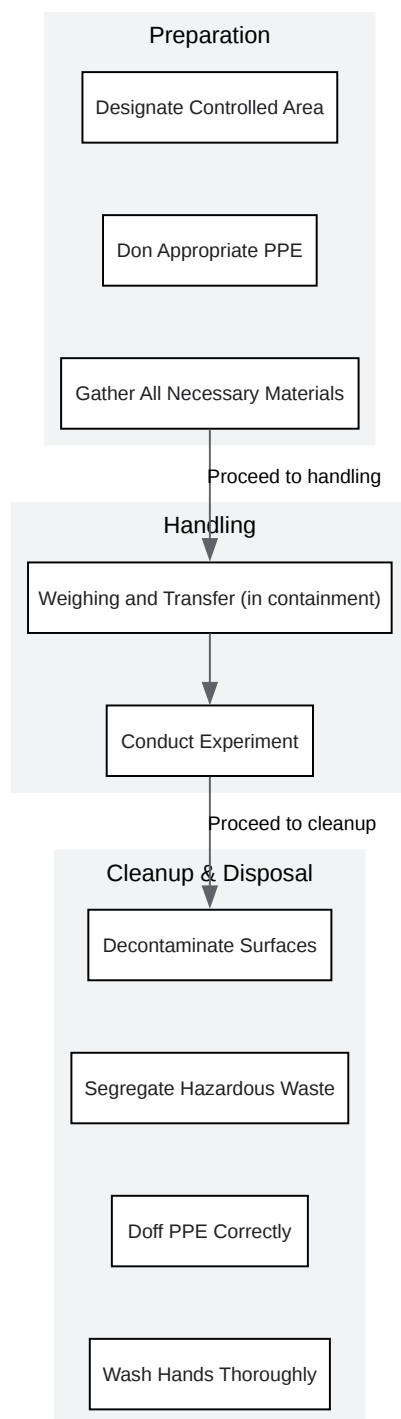 Preparation
Designate Controlled Area
Don Appropriate PPE
Gather All Necessary Materials
Proceed to handling
Handling
Weighing and Transfer (in containment)
Conduct Experiment
Proceed to cleanup
Cleanup & Disposal
Decontaminate Surfaces
Segregate Hazardous Waste
Doff PPE Correctly
Wash Hands Thoroughly